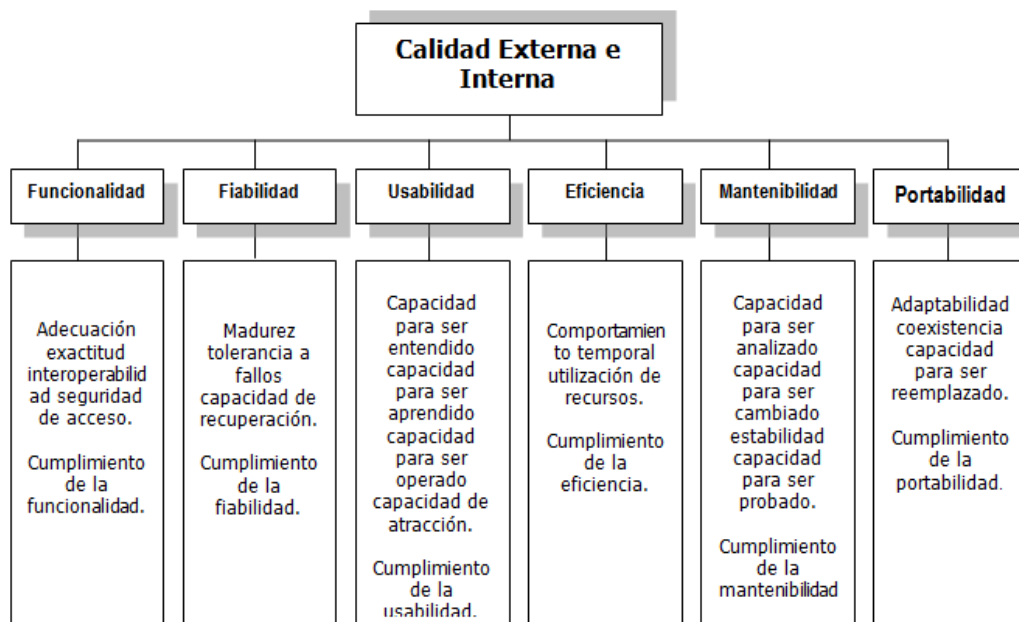 Calidad Externa e
Interna
Funcionalidad
Fiabilidad
Usabilidad
Eficiencia
Mantenibilidad
Portabilidad
Adecuación
exactitud
interoperabilid
ad seguridad
de acceso.
Cumplimiento
de la
funcionalidad.
Madurez
tolerancia a
fallos
capacidad de
recuperación.
Cumplimiento
de la
fiabilidad.
Capacidad
para ser
entendido
capacidad
para ser
aprendido
capacidad
para ser
operado
capacidad de
atracción.
Cumplimiento
de la
usabilidad.
Comportamien
to temporal
utilización de
recursos.
Cumplimiento
de la
eficiencia.
Capacidad
para ser
analizado
capacidad
para ser
cambiado
estabilidad
capacidad
para ser
probado.
Cumplimiento
de la
mantenibilidad
Adaptabilidad
coexistencia
capacidad
para ser
reemplazado.
Cumplimiento
de la
portabilidad.